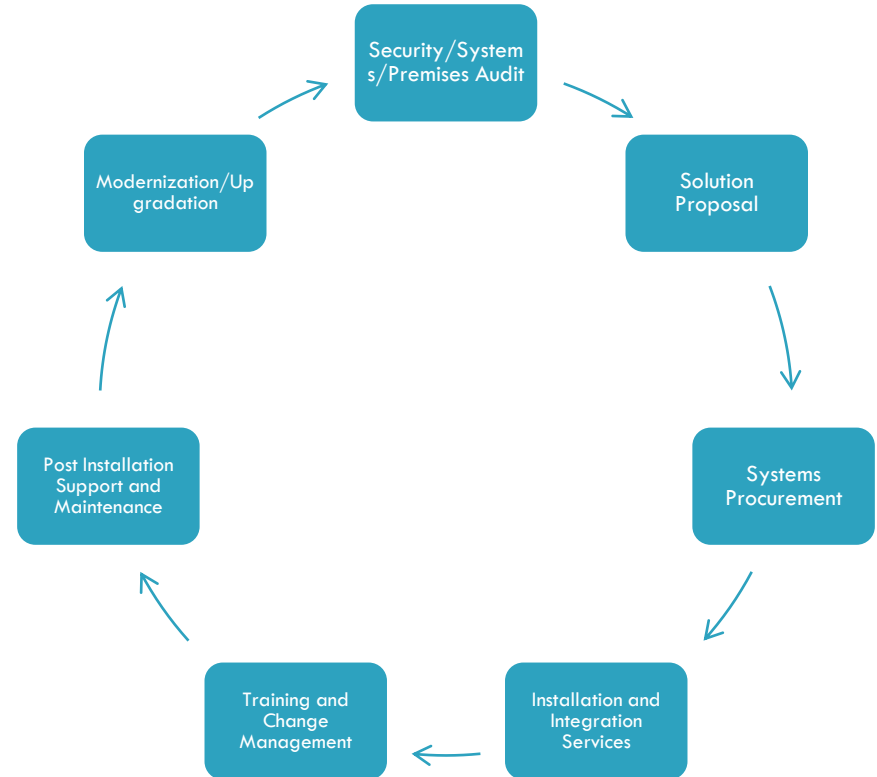 Security/System
s/Premises Audit
Solution
Proposal
Systems
Procurement
Installation and
Integration
Services
Training and
Change
Management
Post Installation
Support and
Maintenance
Modernization/Up
gradation